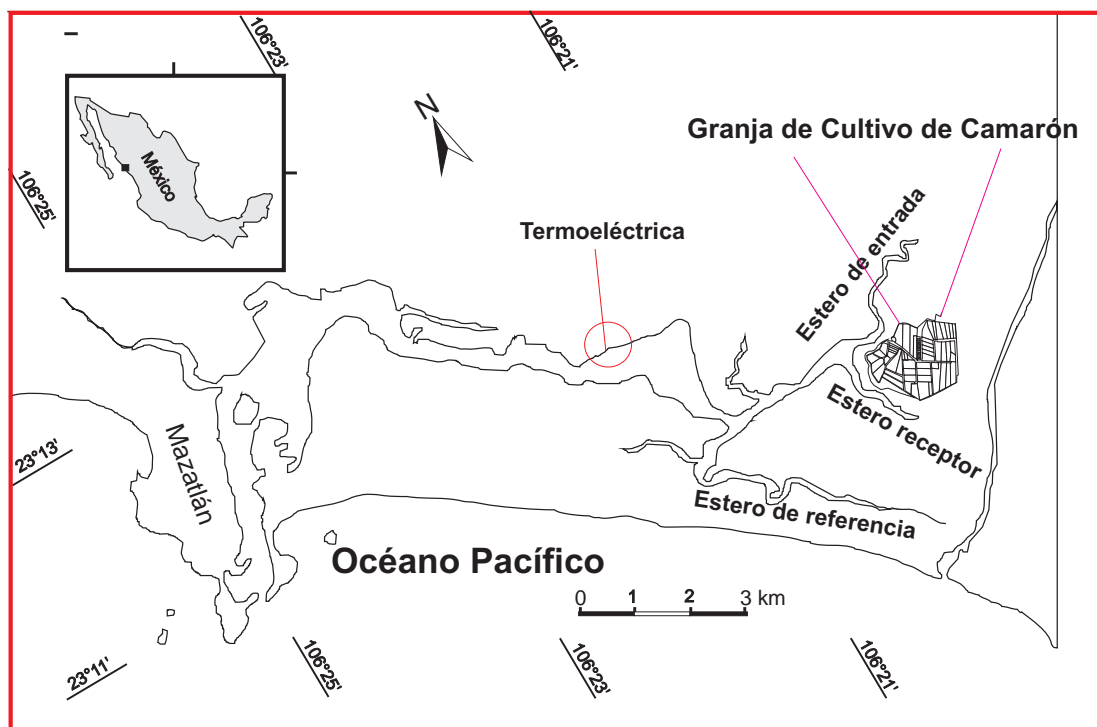 106°23'
106°21'
N
Granja de Cultivo de Camarón
México
106°25'
Termoeléctrica
Estero de entrada
Estero receptor
23°13'
Mazatlán
Estero de referencia
Océano Pacífico
0 1 2 3 km
23°11'
106°25'
106°23'
106°21'